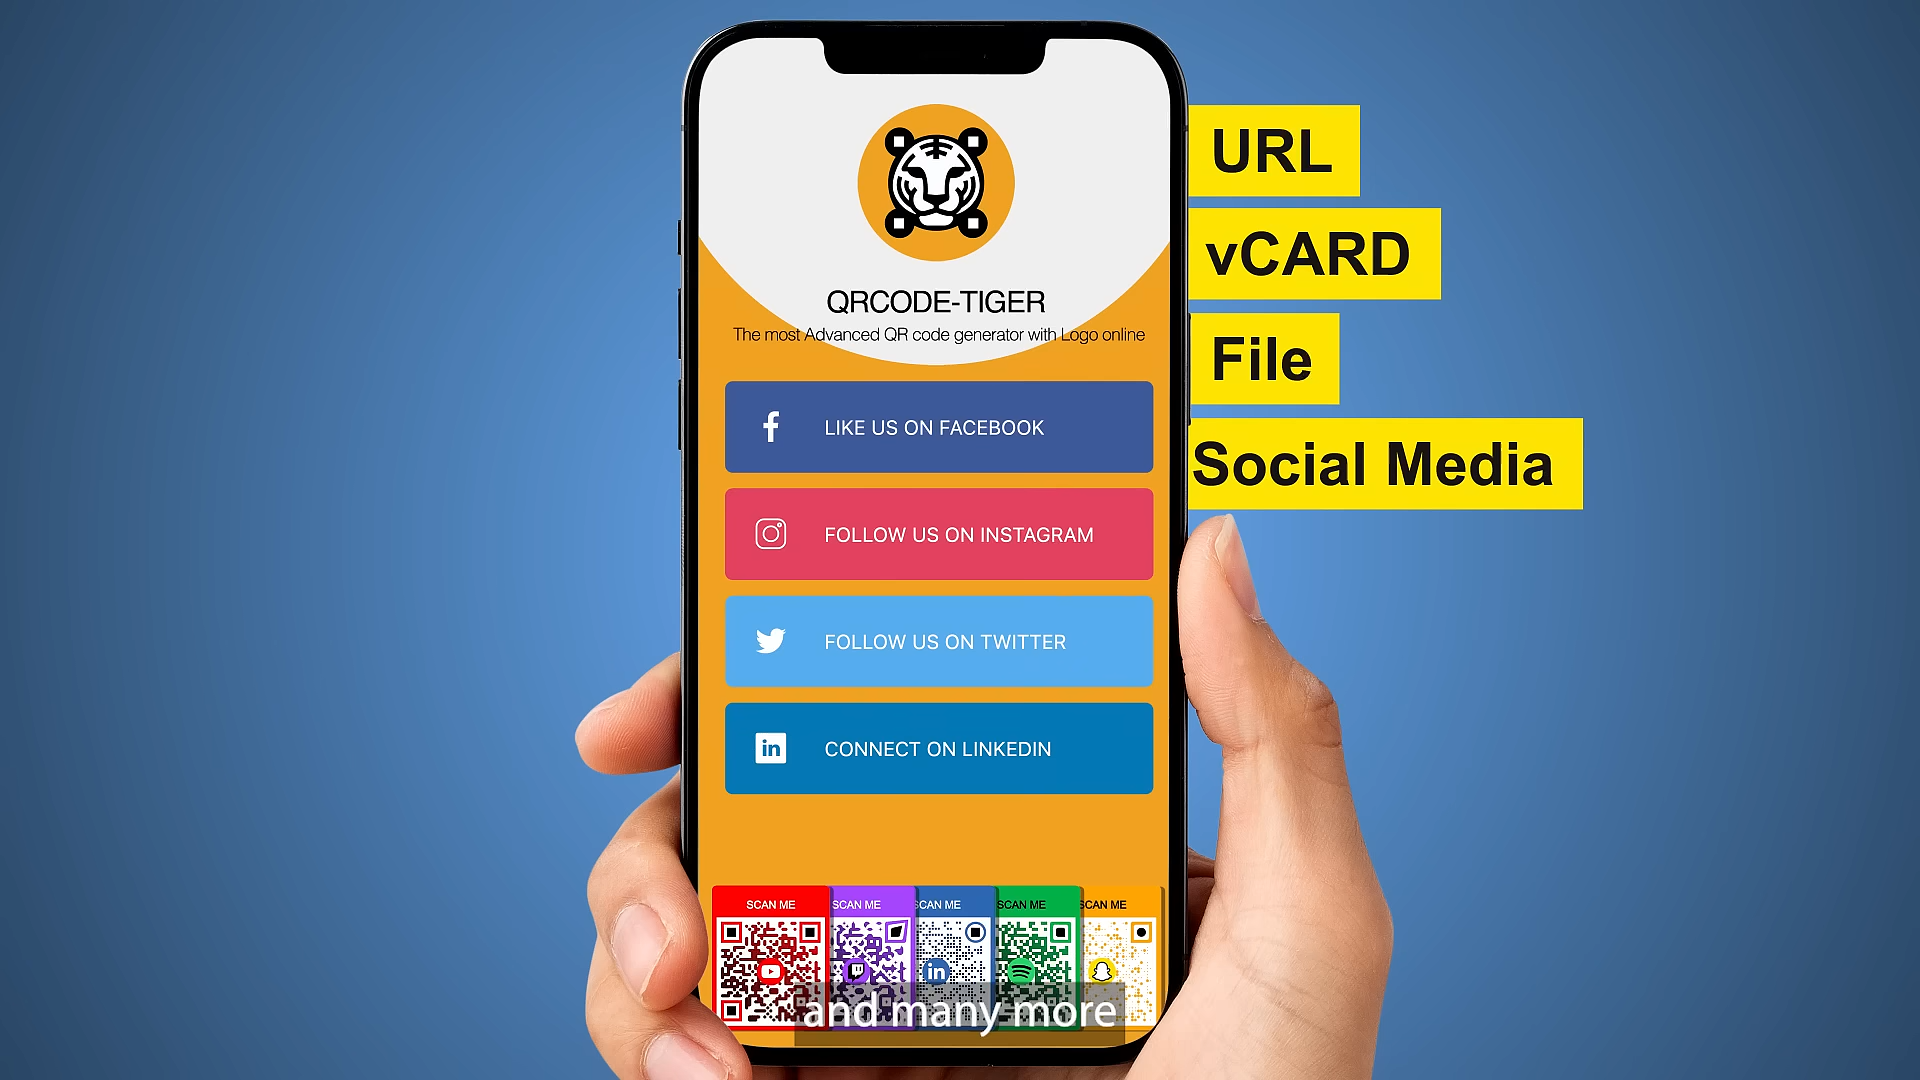 URL
vCARD
File
Social Media
QRCODE-TIGER
The most Advanced QR code generator with Logo online
LIKE US ON FACEBOOK
FOLLOW US ON INSTAGRAM
FOLLOW US ON TWITTER
in CONNECT ON LINKEDIN
SCAN ME SCAN ME SCAN ME SCAN ME SCAN ME
in
and many more